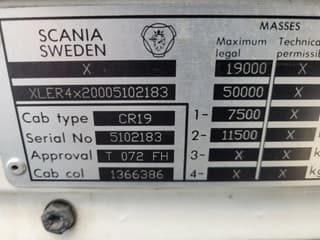 SCANIA
SWEDEN
MASSES
Maximum legal
Technica
permissib
X
19000
X
XLER4x20005102183
50000
X
Cab type CR19
1- 7500 X
Serial No 5102183
2- 11500 X
Approval T 072 FH
3- X X k
Cab col 1366386
4- X X k